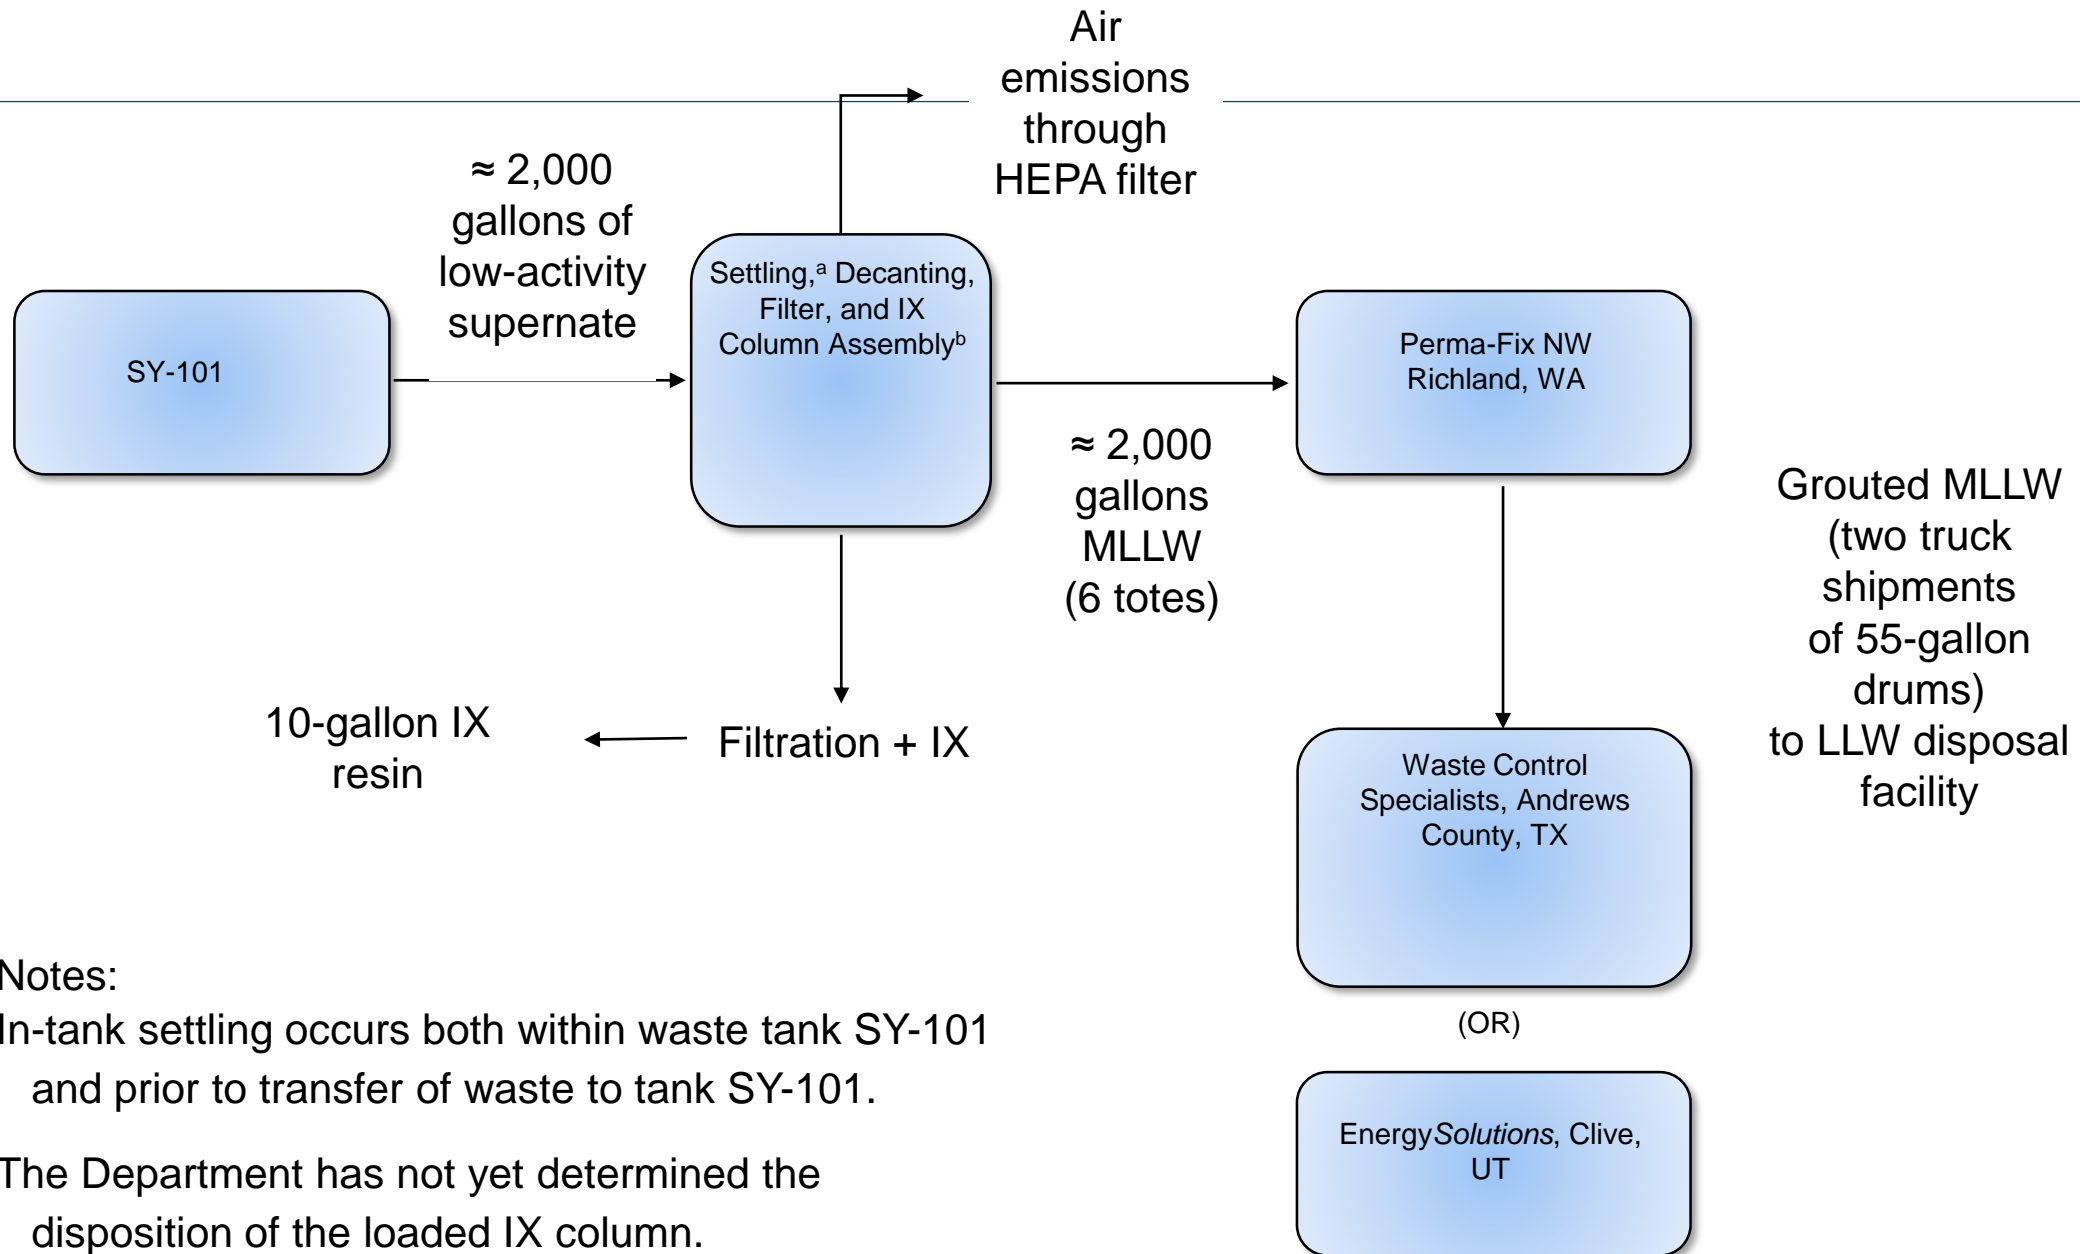 Air
emissions
through
HEPA filter
≈ 2,000
gallons of
low-activity
supernate
SY-101
Settling,ᵃ Decanting,
Filter, and IX
Column Assemblyᵇ
≈ 2,000
gallons
MLLW
(6 totes)
Perma-Fix NW
Richland, WA
Grouted MLLW
(two truck
shipments
of 55-gallon
drums)
to LLW disposal
facility
10-gallon IX
resin
Filtration + IX
Waste Control
Specialists, Andrews
County, TX
(OR)
EnergySolutions, Clive,
UT
Notes:
In-tank settling occurs both within waste tank SY-101
and prior to transfer of waste to tank SY-101.
The Department has not yet determined the
disposition of the loaded IX column.